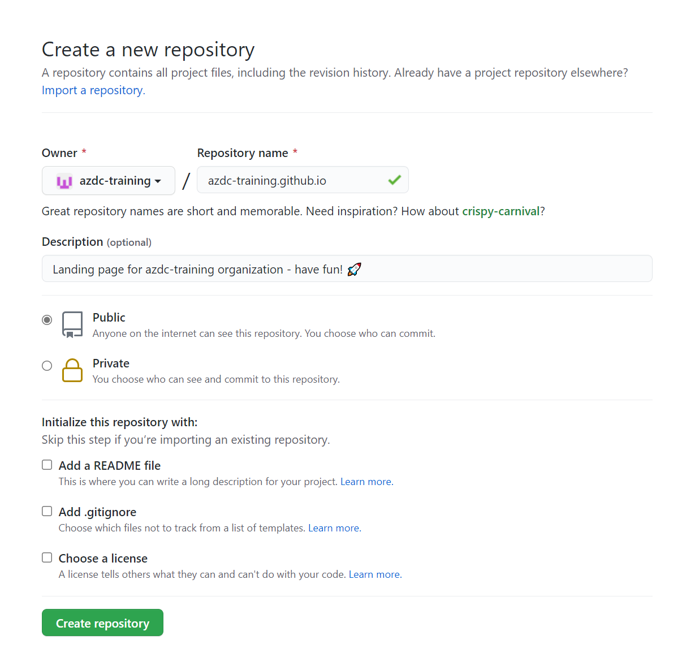 Create a new repository
A repository contains all project files, including the revision history. Already have a project repository elsewhere?
Import a repository.
Owner *
Repository name *
azdc-training
/
azdc-training.github.io
Great repository names are short and memorable. Need inspiration? How about crispy-carnival?
Description (optional)
Landing page for azdc-training organization - have fun! 🚀
Public
Anyone on the internet can see this repository. You choose who can commit.
Private
You choose who can see and commit to this repository.
Initialize this repository with:
Skip this step if you're importing an existing repository.
Add a README file
This is where you can write a long description for your project. Learn more.
Add .gitignore
Choose which files not to track from a list of templates. Learn more.
Choose a license
A license tells others what they can and can't do with your code. Learn more.
Create repository